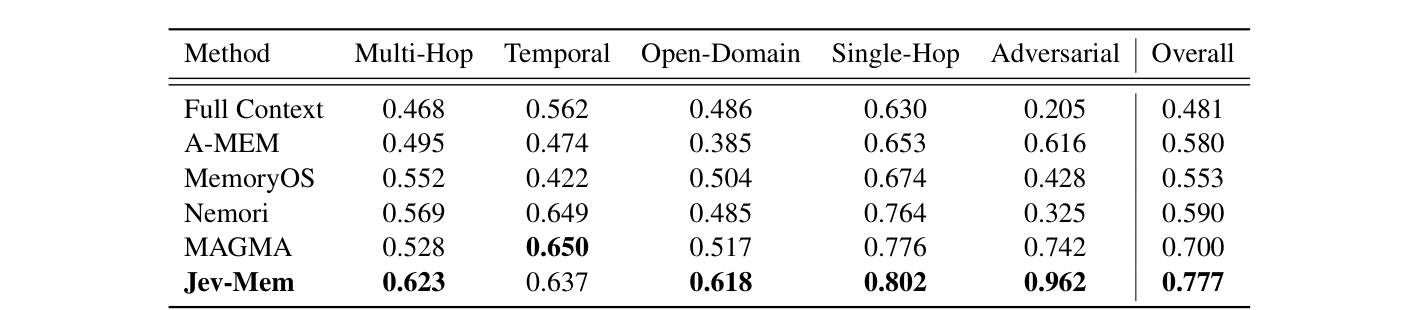 Method Multi-Hop Temporal Open-Domain Single-Hop Adversarial Overall
Full Context 0.468 0.562 0.486 0.630 0.205 0.481
A-MEM 0.495 0.474 0.385 0.653 0.616 0.580
MemoryOS 0.552 0.422 0.504 0.674 0.428 0.553
Nemori 0.569 0.649 0.485 0.764 0.325 0.590
MAGMA 0.528 0.650 0.517 0.776 0.742 0.700
Jev-Mem 0.623 0.637 0.618 0.802 0.962 0.777